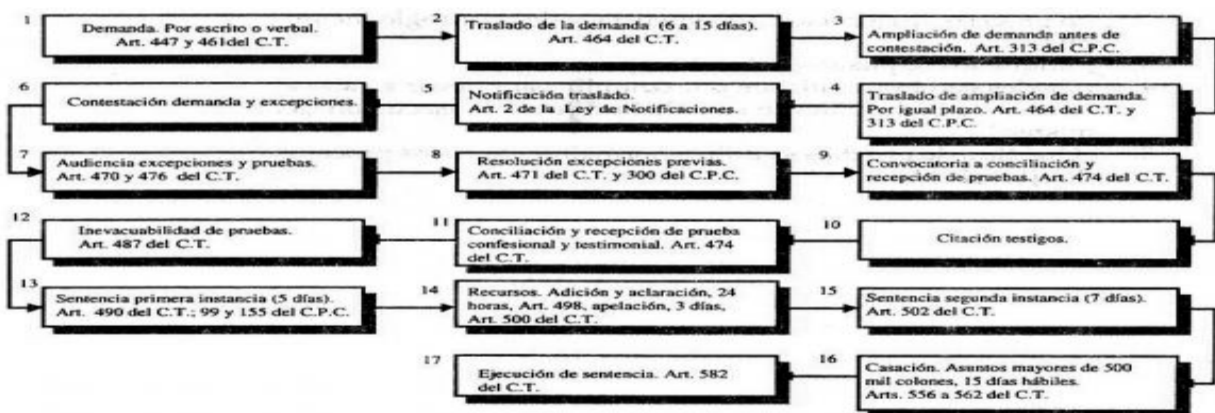 1
Demanda. Por escrito o verbal.
Art. 447 y 461del C.T.
2
Traslado de la demanda (6 a 15 días).
Art. 464 del C.T.
3
Ampliación de demanda antes de
contestación. Art. 313 del C.P.C.
4
Traslado de ampliación de demanda.
Por igual plazo. Art. 464 del C.T. y
313 del C.P.C.
5
Notificación traslado.
Art. 2 de la Ley de Notificaciones.
6
Contestación demanda y excepciones.
7
Audiencia excepciones y pruebas.
Art. 470 y 476 del C.T.
8
Resolución excepciones previas.
Art. 471 del C.T. y 300 del C.P.C.
9
Convocatoria a conciliación y
recepción de pruebas. Art. 474 del C.T.
10
Citación testigos.
11
Conciliación y recepción de prueba
confesional y testimonial. Art. 474
del C.T.
12
Inevacuabilidad de pruebas.
Art. 487 del C.T.
13
Sentencia primera instancia (5 días).
Art. 490 del C.T.; 99 y 155 del C.P.C.
14
Recursos. Adición y aclaración, 24
horas, Art. 498, apelación, 3 días,
Art. 500 del C.T.
15
Sentencia segunda instancia (7 días).
Art. 502 del C.T.
16
Casación. Asuntos mayores de 500
mil colones, 15 días hábiles.
Arts. 556 a 562 del C.T.
17
Ejecución de sentencia. Art. 582
del C.T.